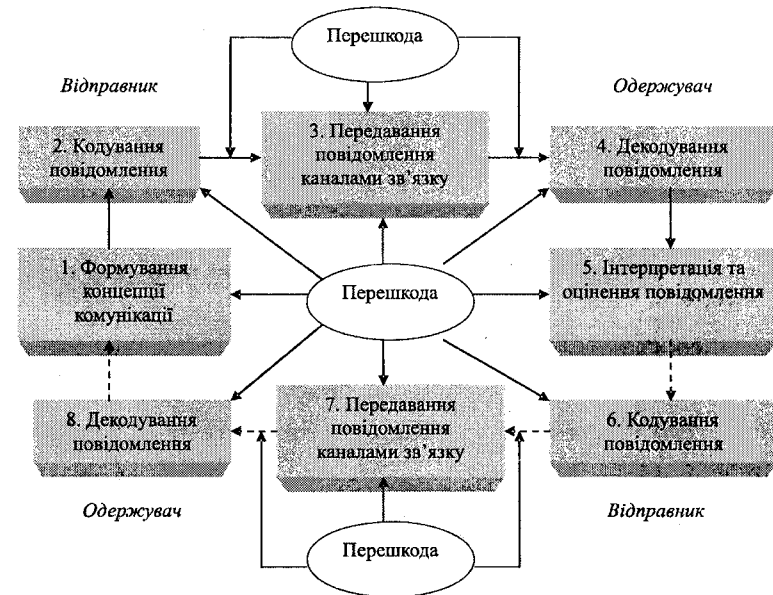 Перешкода
Відправник
Одержувач
2. Кодування
повідомлення
3. Передавання
повідомлення
каналами зв’язку
4. Декодування
повідомлення
1. Формування
концепції
комунікації
Перешкода
5. Інтерпретація та
оцінення повідомлення
8. Декодування
повідомлення
7. Передавання
повідомлення
каналами зв’язку
6. Кодування
повідомлення
Одержувач
Відправник
Перешкода